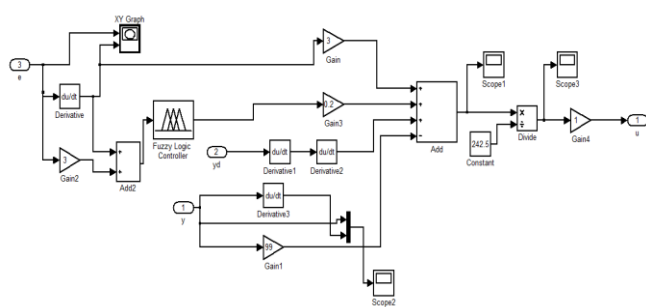 XY Graph
3
e
du/dt
Derivative
3
Gain2
Add2
Fuzzy Logic
Controller
3
Gain
0.2
Gain3
2
yd
du/dt
Derivative1
du/dt
Derivative2
1
y
du/dt
Derivative3
99
Gain1
Scope2
Add
Scope1
242.5
Constant
Divide
Scope3
1
Gain4
1
u